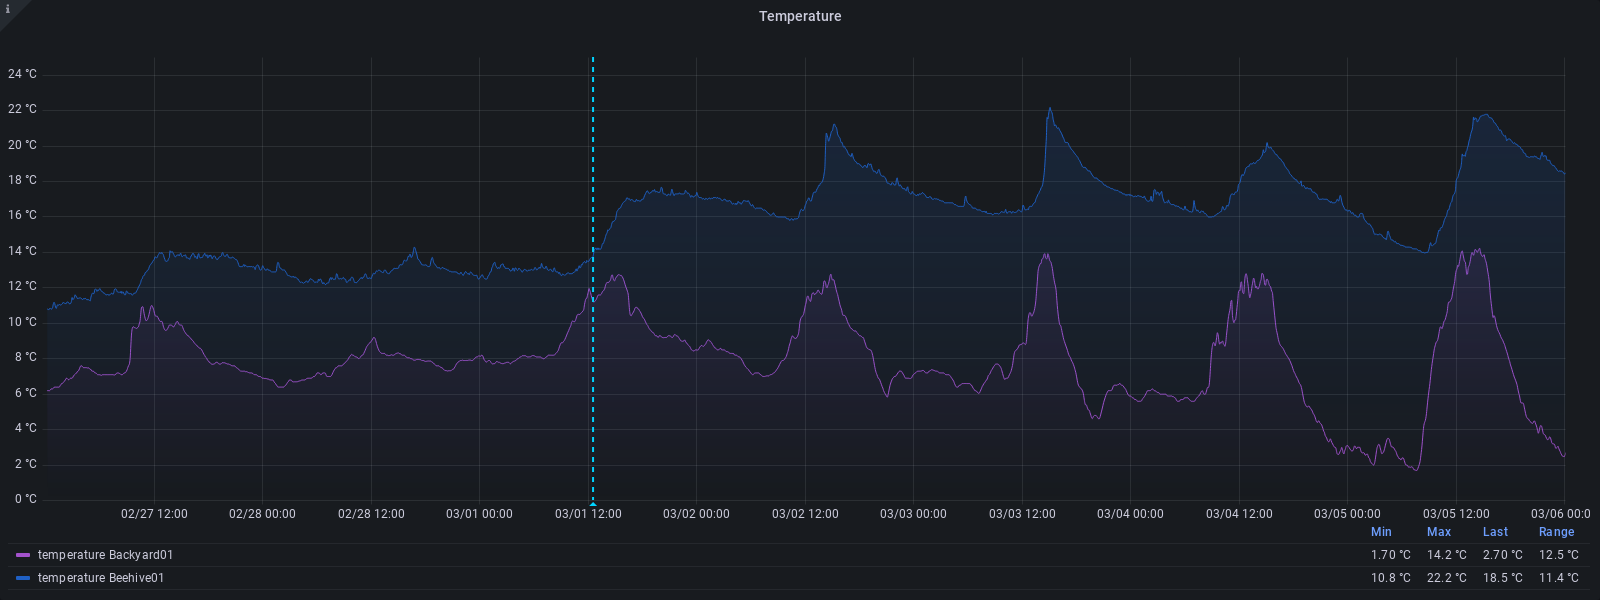 i
Temperature
24 °C
22 °C
20 °C
18 °C
16 °C
14 °C
12 °C
10 °C
8 °C
6 °C
4 °C
2 °C
0 °C
02/27 12:00 02/28 00:00 02/28 12:00 03/01 00:00 03/01 12:00 03/02 00:00 03/02 12:00 03/03 00:00 03/03 12:00 03/04 00:00 03/04 12:00 03/05 00:00 03/05 12:00 03/06 00:0
Min Max Last Range
temperature Backyard01 1.70 °C 14.2 °C 2.70 °C 12.5 °C
temperature Beehive01 10.8 °C 22.2 °C 18.5 °C 11.4 °C